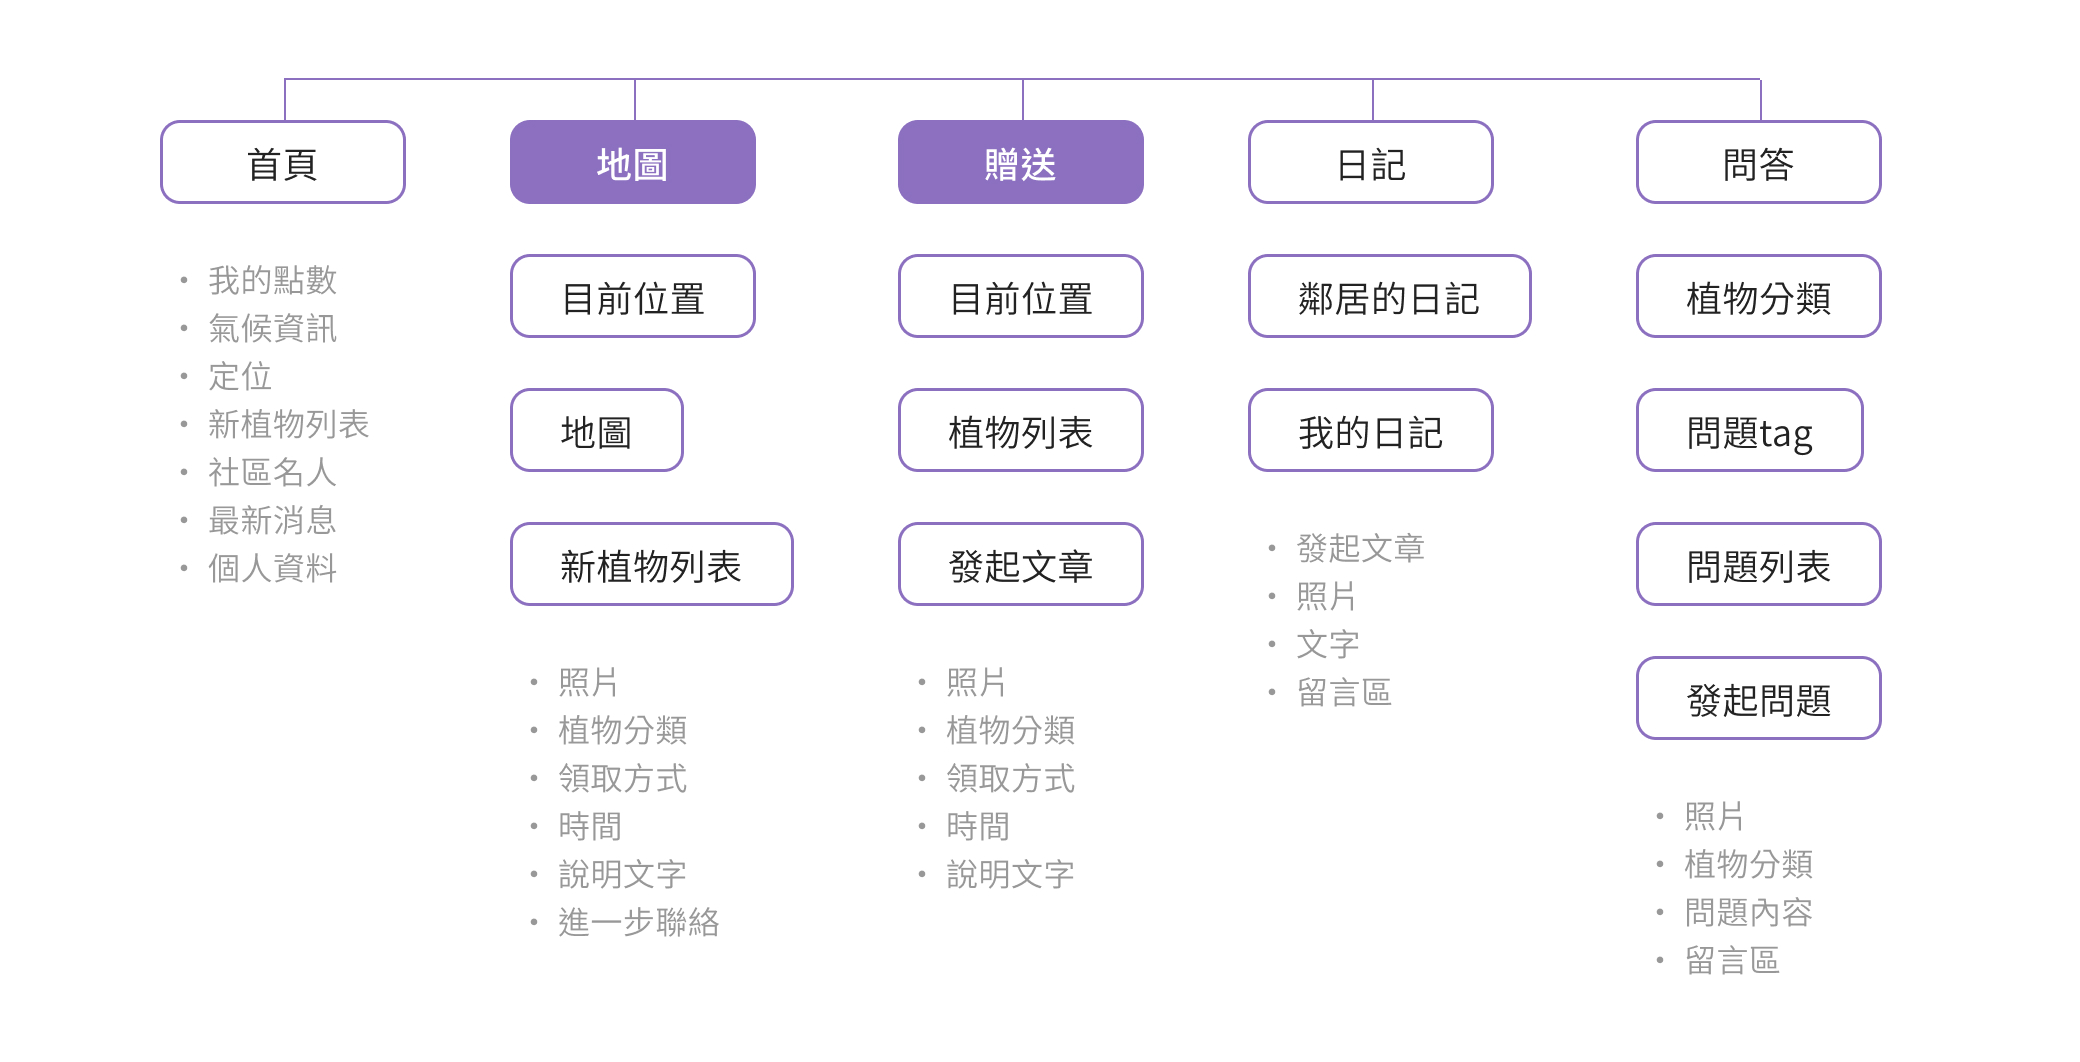 首頁
・ 我的點數
・ 氣候資訊
・ 定位
・ 新植物列表
・ 社區名人
・ 最新消息
・ 個人資料
地圖
目前位置
地圖
新植物列表
・ 照片
・ 植物分類
・ 領取方式
・ 時間
・ 說明文字
・ 進一步聯絡
贈送
目前位置
植物列表
發起文章
・ 照片
・ 植物分類
・ 領取方式
・ 時間
・ 說明文字
日記
鄰居的日記
我的日記
・ 發起文章
・ 照片
・ 文字
・ 留言區
問答
植物分類
問題tag
問題列表
發起問題
・ 照片
・ 植物分類
・ 問題內容
・ 留言區